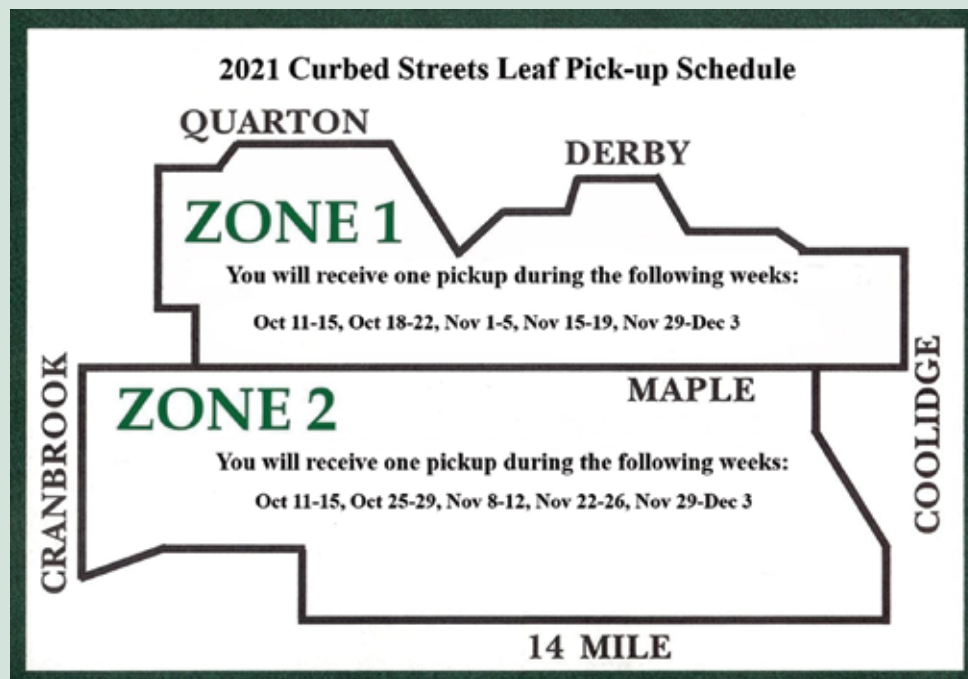 2021 Curbed Streets Leaf Pick-up Schedule
QUARTON
DERBY
ZONE 1
You will receive one pickup during the following weeks:
Oct 11-15, Oct 18-22, Nov 1-5, Nov 15-19, Nov 29-Dec 3
MAPLE
COOLIDGE
CRANBROOK
ZONE 2
You will receive one pickup during the following weeks:
Oct 11-15, Oct 25-29, Nov 8-12, Nov 22-26, Nov 29-Dec 3
14 MILE